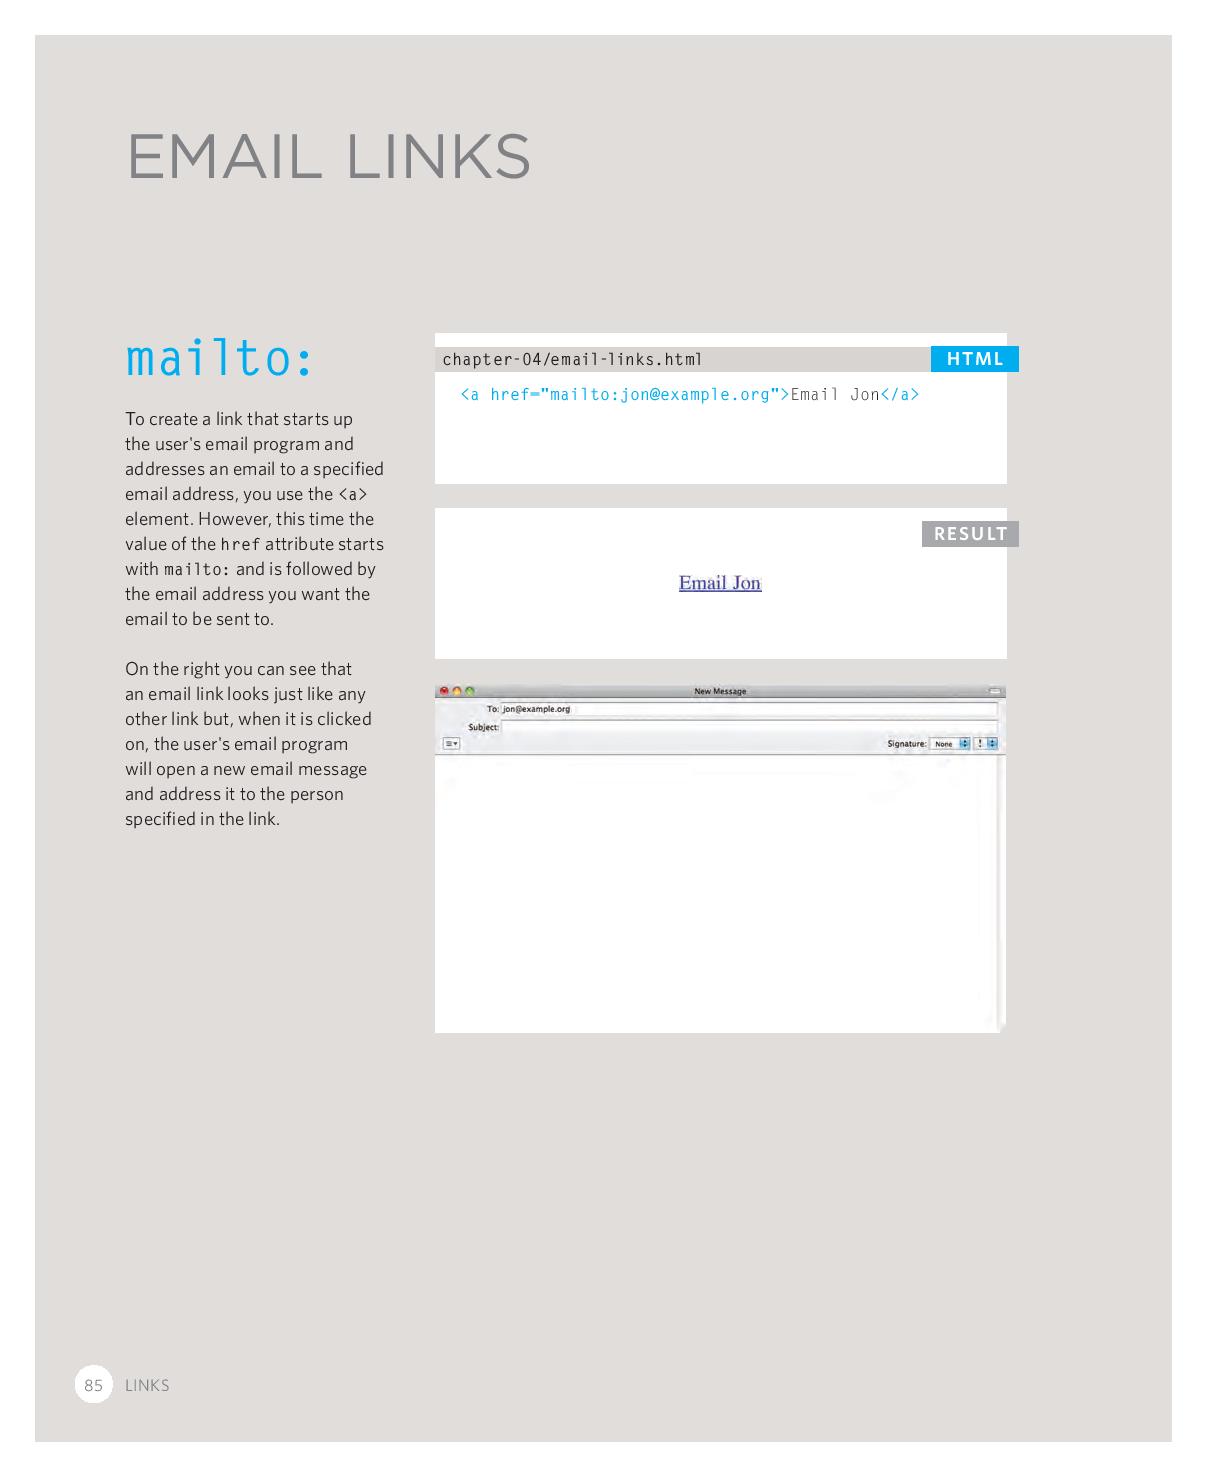 EMAIL LINKS
mailto:
To create a link that starts up
the user's email program and
addresses an email to a specified
email address, you use the <a>
element. However, this time the
value of the href attribute starts
with mailto: and is followed by
the email address you want the
email to be sent to.
On the right you can see that
an email link looks just like any
other link but, when it is clicked
on, the user's email program
will open a new email message
and address it to the person
specified in the link.
chapter-04/email-links.html
HTML
<a href="mailto:jon@example.org">Email Jon</a>
RESULT
Email Jon
New Message
To: jon@example.org
Subject:
Signature: None !
85 LINKS